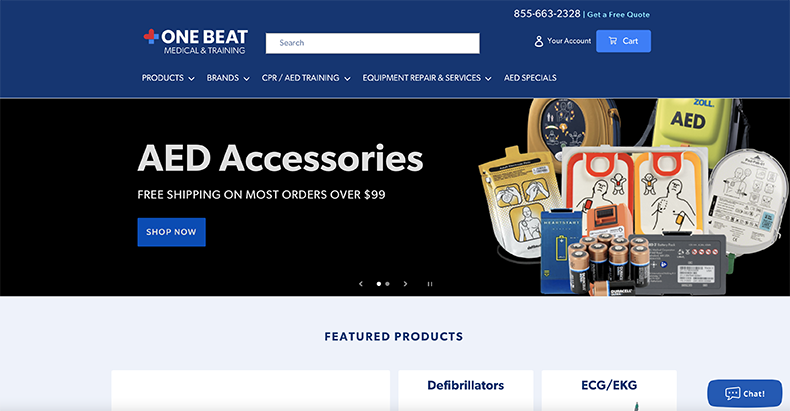 855-663-2328 | Get a Free Quote
ONE BEAT
MEDICAL & TRAINING
Search
Your Account
Cart
PRODUCTS
BRANDS
CPR / AED TRAINING
EQUIPMENT REPAIR & SERVICES
AED SPECIALS
AED Accessories
FREE SHIPPING ON MOST ORDERS OVER $99
SHOP NOW
ZOLL
AED
HEARTSTART
DURACELL
FEATURED PRODUCTS
Defibrillators
ECG/EKG
Chat!